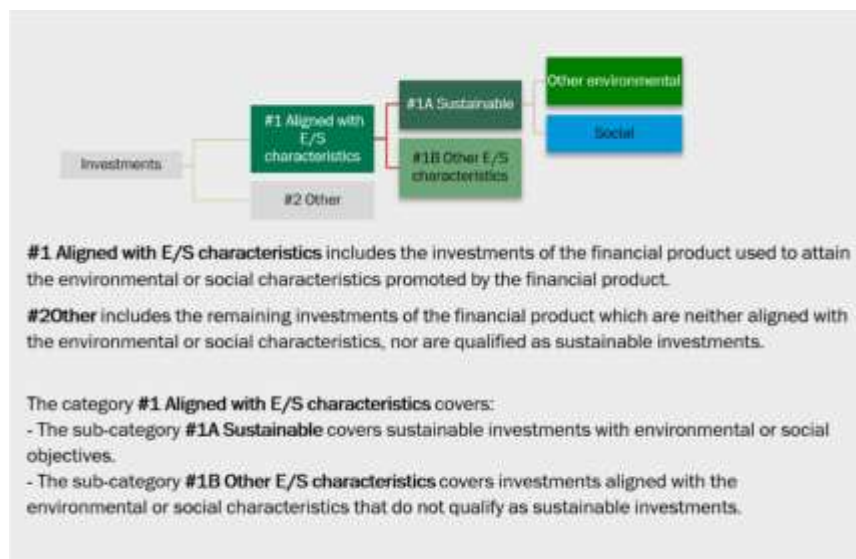 Other environmental
#1A Sustainable
#1 Aligned with
E/S
characteristics
Social
#1B Other E/S
characteristics
Investments
#2 Other
#1 Aligned with E/S characteristics includes the investments of the financial product used to attain
the environmental or social characteristics promoted by the financial product.
#2Other includes the remaining investments of the financial product which are neither aligned with
the environmental or social characteristics, nor are qualified as sustainable investments.
The category #1 Aligned with E/S characteristics covers:
- The sub-category #1A Sustainable covers sustainable investments with environmental or social
objectives.
- The sub-category #1B Other E/S characteristics covers investments aligned with the
environmental or social characteristics that do not qualify as sustainable investments.